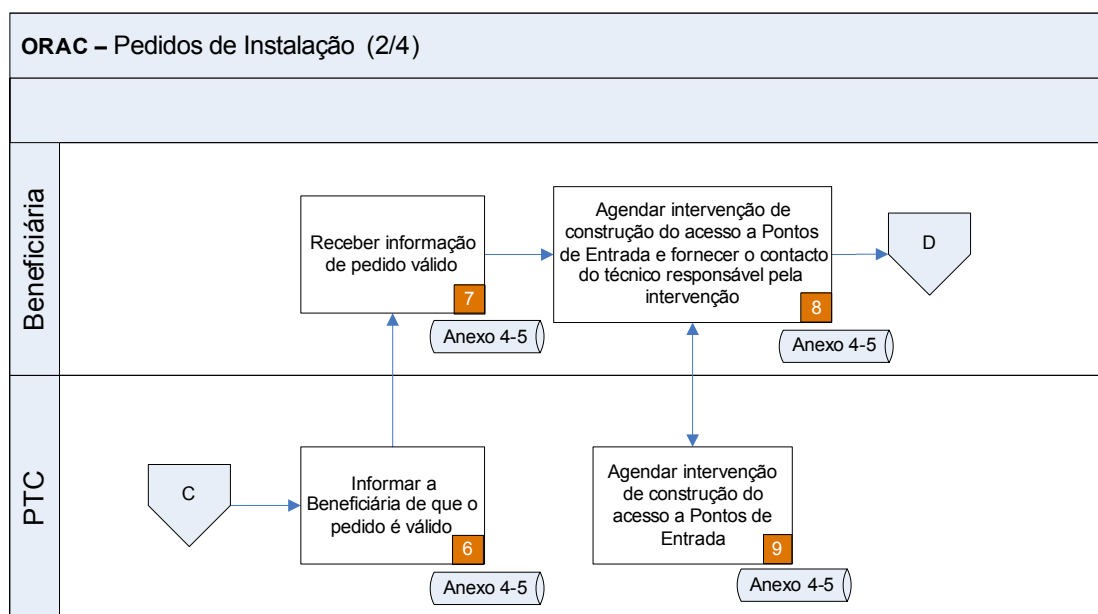 ORAC – Pedidos de Instalação (2/4)
Beneficiária
Receber informação
de pedido válido
7
Anexo 4-5
Agendar intervenção de
construção do acesso a Pontos
de Entrada e fornecer o contacto
do técnico responsável pela
intervenção
8
Anexo 4-5
D
PTC
C
Informar a
Beneficiária de que o
pedido é válido
6
Anexo 4-5
Agendar intervenção
de construção do
acesso a Pontos de
Entrada
9
Anexo 4-5